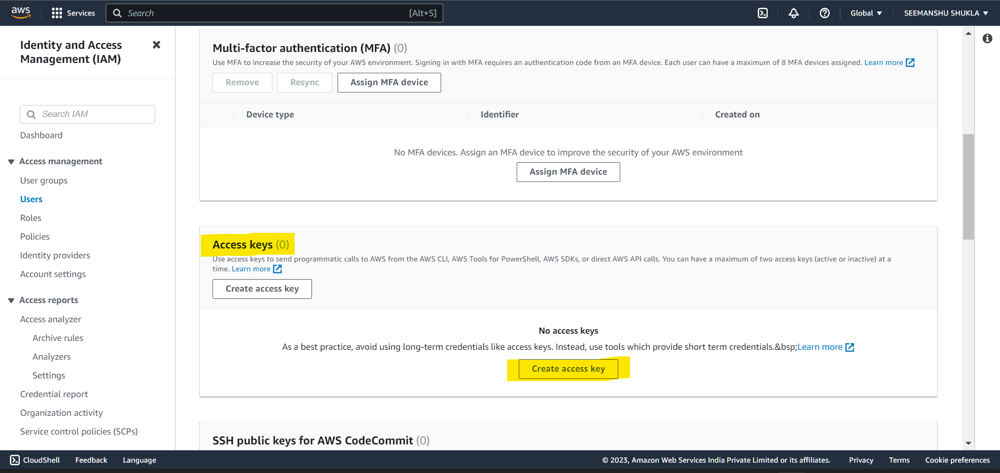 aws
Services
Search
[Alt+S]
Global
SEEMANSHU SHUKLA
Identity and Access
Management (IAM)
Search IAM
Dashboard
Access management
User groups
Users
Roles
Policies
Identity providers
Account settings
Access reports
Access analyzer
Archive rules
Analyzers
Settings
Credential report
Organization activity
Service control policies (SCPs)
Multi-factor authentication (MFA) (0)
Use MFA to increase the security of your AWS environment. Signing in with MFA requires an authentication code from an MFA device. Each user can have a maximum of 8 MFA devices assigned. Learn more
Remove
Resync
Assign MFA device
Device type
Identifier
Created on
No MFA devices. Assign an MFA device to improve the security of your AWS environment
Assign MFA device
Access keys (0)
Use access keys to send programmatic calls to AWS from the AWS CLI, AWS Tools for PowerShell, AWS SDKs, or direct AWS API calls. You can have a maximum of two access keys (active or inactive) at a
time. Learn more
Create access key
No access keys
As a best practice, avoid using long-term credentials like access keys. Instead, use tools which provide short term credentials.&bsp;Learn more
Create access key
SSH public keys for AWS CodeCommit (0)
CloudShell
Feedback
Language
© 2023, Amazon Web Services India Private Limited or its affiliates.
Privacy
Terms
Cookie preferences